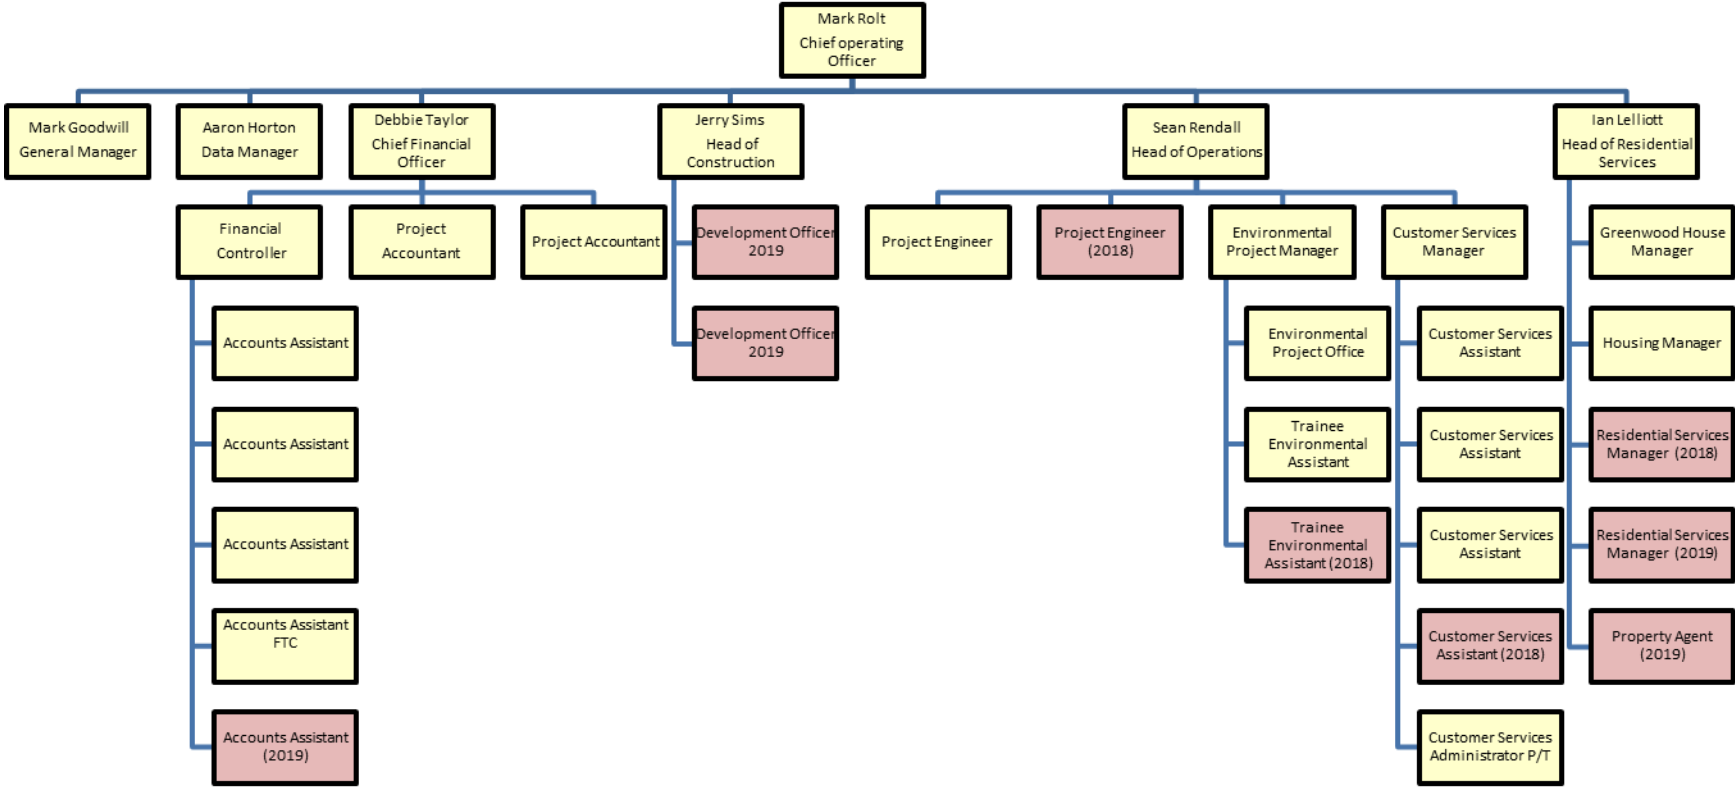 Mark Rolt
Chief operating
Officer
Mark Goodwill
General Manager
Aaron Horton
Data Manager
Debbie Taylor
Chief Financial
Officer
Jerry Sims
Head of
Construction
Sean Rendall
Head of Operations
Ian Lelliott
Head of Residential
Services
Financial
Controller
Project
Accountant
Project Accountant
Development Officer
2019
Project Engineer
Project Engineer
(2018)
Environmental
Project Manager
Customer Services
Manager
Greenwood House
Manager
Accounts Assistant
Development Officer
2019
Environmental
Project Office
Customer Services
Assistant
Housing Manager
Accounts Assistant
Trainee
Environmental
Assistant
Customer Services
Assistant
Residential Services
Manager (2018)
Accounts Assistant
Trainee
Environmental
Assistant (2018)
Customer Services
Assistant
Residential Services
Manager (2019)
Accounts Assistant
FTC
Customer Services
Assistant (2018)
Property Agent
(2019)
Accounts Assistant
(2019)
Customer Services
Administrator P/T